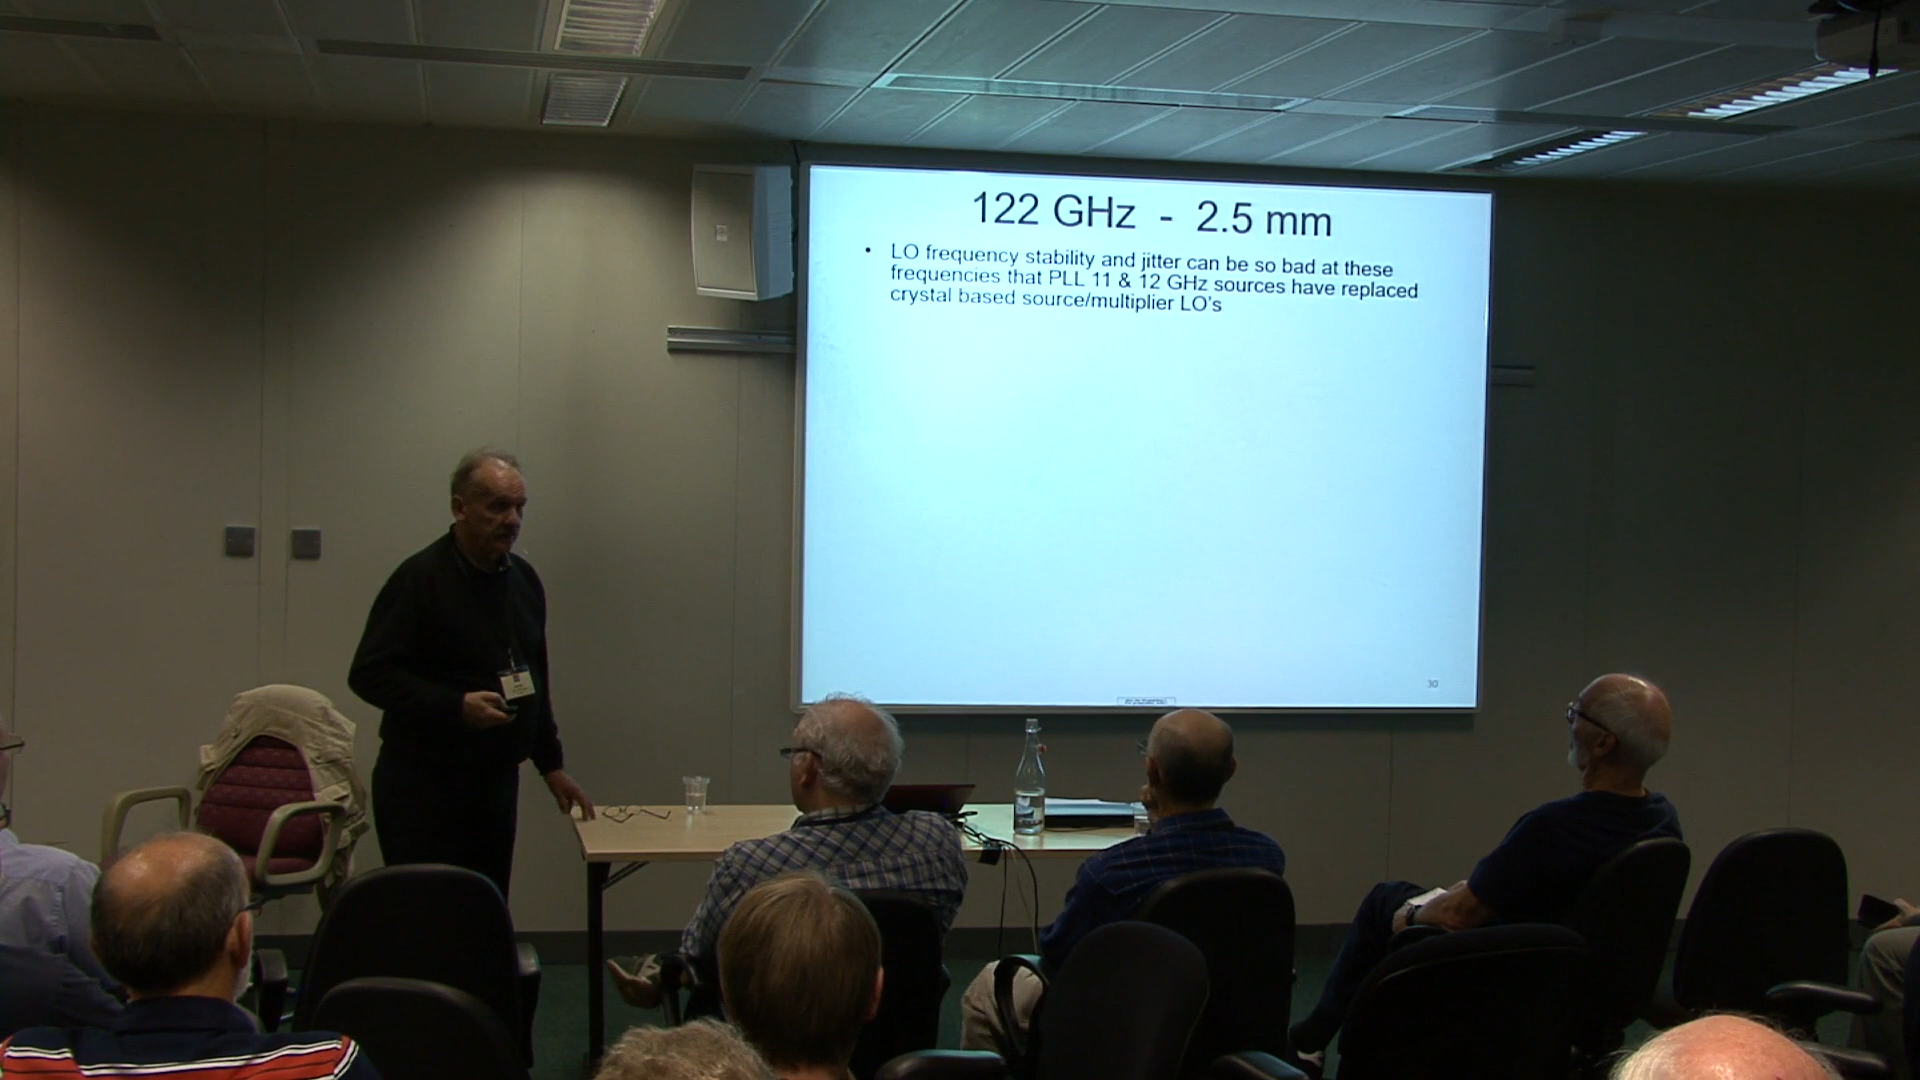 122 GHz - 2.5 mm
• LO frequency stability and jitter can be so bad at these
frequencies that PLL 11 & 12 GHz sources have replaced
crystal based source/multiplier LO's
30